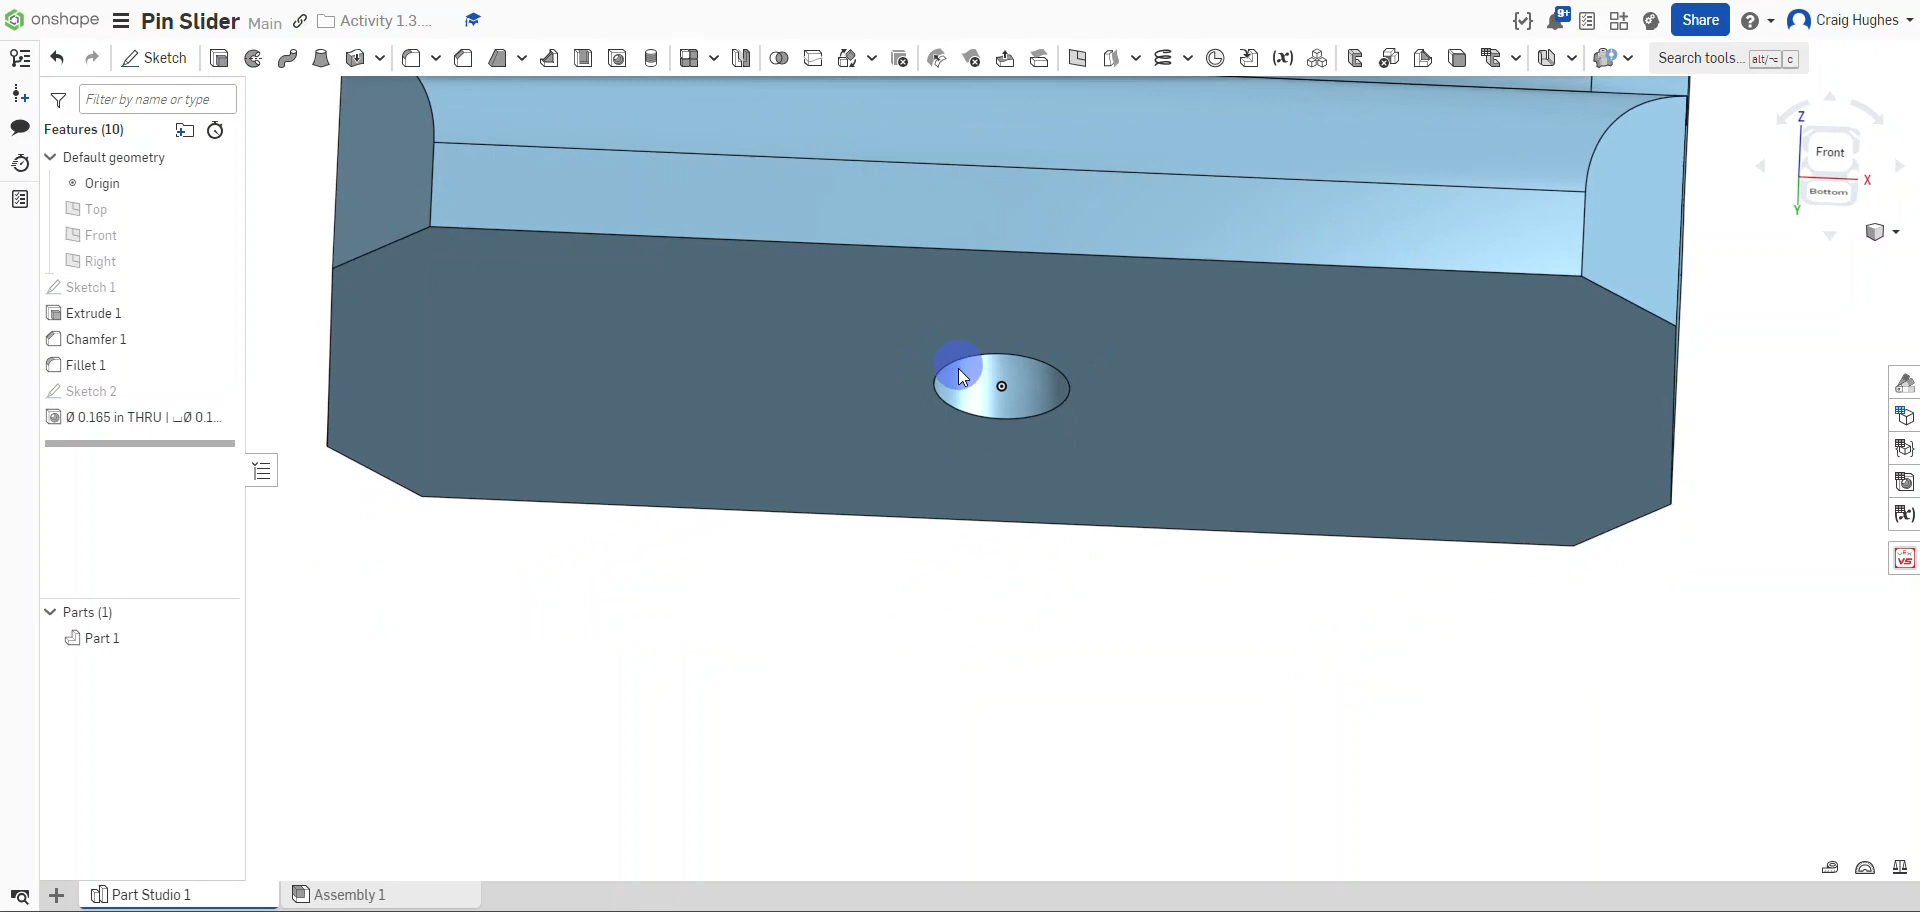 onshape Pin Slider Main Activity 1.3.... 9+ Share Craig Hughes
Sketch Search tools... alt/⌥ c
Filter by name or type
Features (10)
Default geometry
Origin
Top
Front
Right
Sketch 1
Extrude 1
Chamfer 1
Fillet 1
Sketch 2
Ø 0.165 in THRU | ⌴Ø 0.1...
Parts (1)
Part 1
Z
Front
X
Bottom
Y
Part Studio 1 Assembly 1